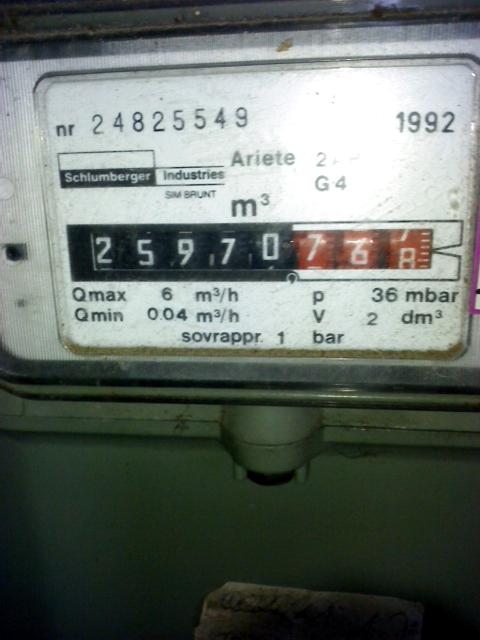 nr 24825549 1992
Schlumberger Industries Ariete
SIM BRUNT G4
m³
25970 768
Qmax 6 m³/h p 36 mbar
Qmin 0.04 m³/h V 2 dm³
sovrappr. 1 bar